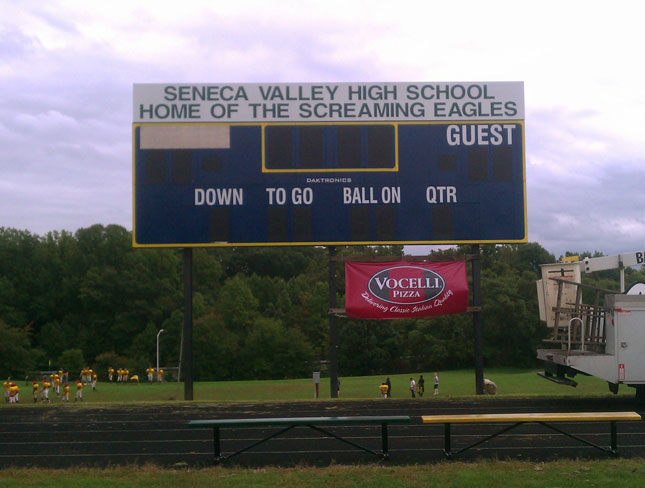 SENECA VALLEY HIGH SCHOOL
HOME OF THE SCREAMING EAGLES
GUEST
DAKTRONICS
DOWN TO GO BALL ON QTR
VOCELLI
PIZZA
Delivering Classic Italian Quality